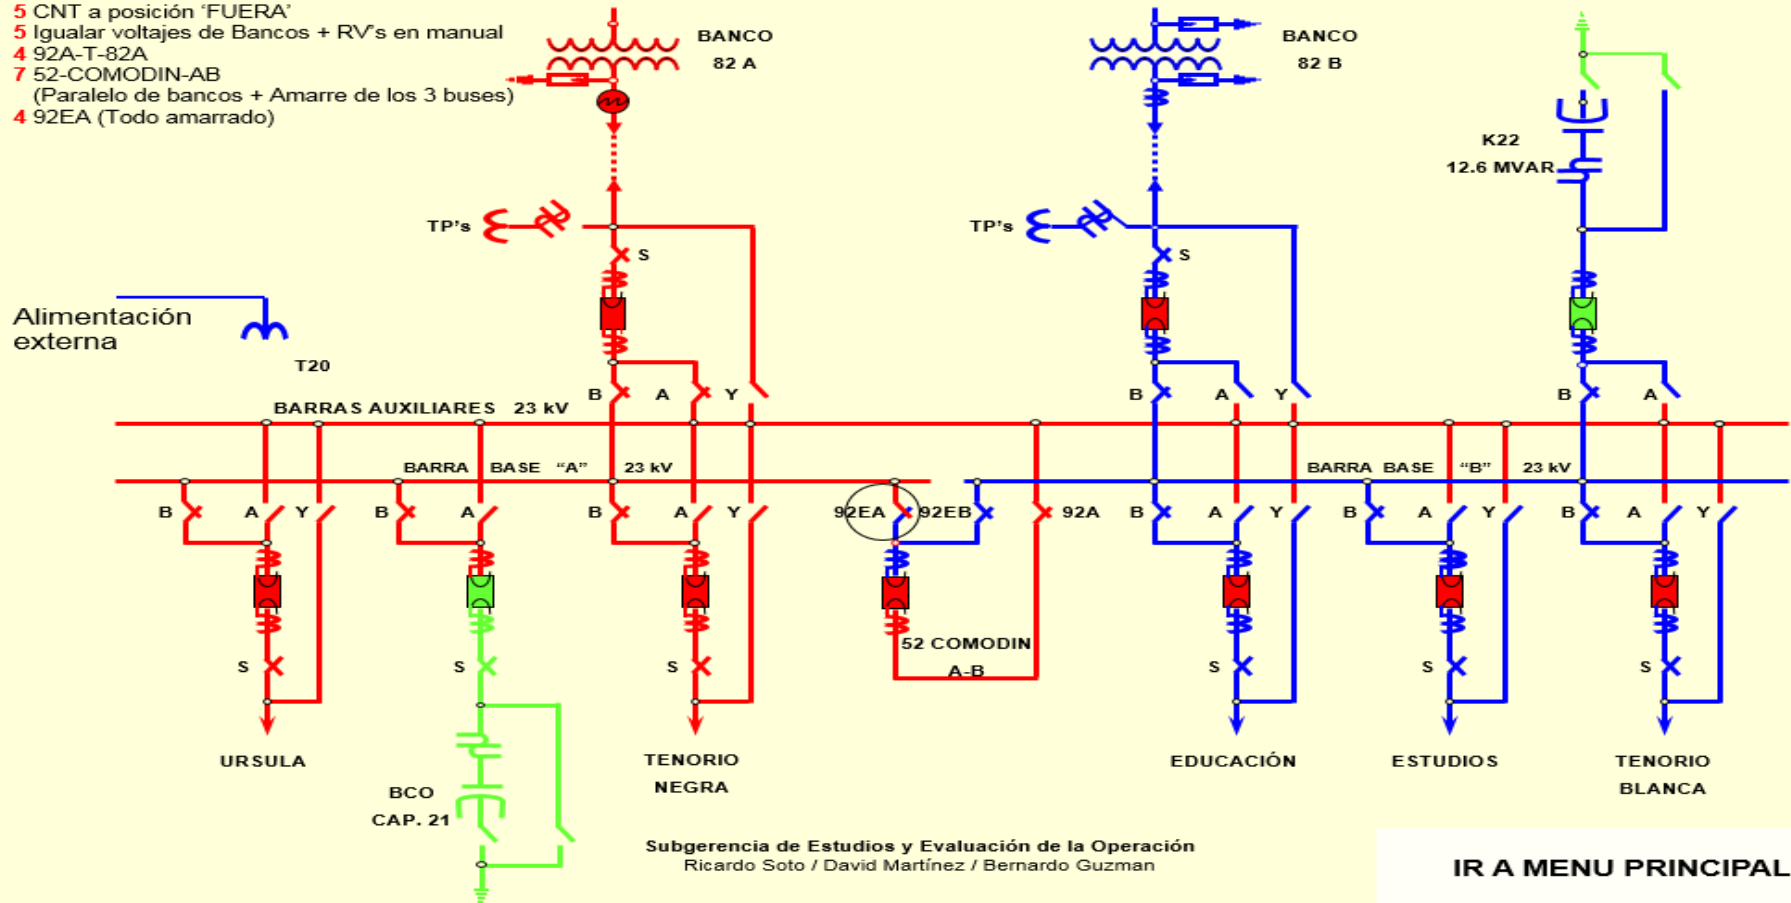 5 CNT a posición ‘FUERA’
5 Igualar voltajes de Bancos + RV's en manual
4 92A-T-82A
7 52-COMODIN-AB
(Paralelo de bancos + Amarre de los 3 buses)
4 92EA (Todo amarrado)
BANCO
82 A
BANCO
82 B
K22
12.6 MVAR
TP's
TP's
S
S
Alimentación
externa
T20
B A Y
B A Y
B A
BARRAS AUXILIARES 23 kV
BARRA BASE “A” 23 kV
BARRA BASE “B” 23 kV
B A Y
B A
B A Y
92EA 92EB 92A
B A Y
B A Y
B A Y
52 COMODIN
A-B
S
S
S
S
S
S
URSULA
TENORIO
NEGRA
EDUCACIÓN
ESTUDIOS
TENORIO
BLANCA
BCO
CAP. 21
Subgerencia de Estudios y Evaluación de la Operación
Ricardo Soto / David Martínez / Bernardo Guzman
IR A MENU PRINCIPAL